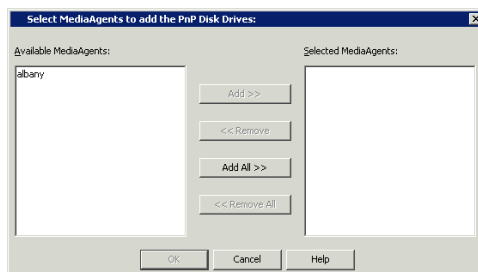 Select MediaAgents to add the PnP Disk Drives:
Available MediaAgents:
Selected MediaAgents:
albany
Add >>
<< Remove
Add All >>
<< Remove All
OK
Cancel
Help